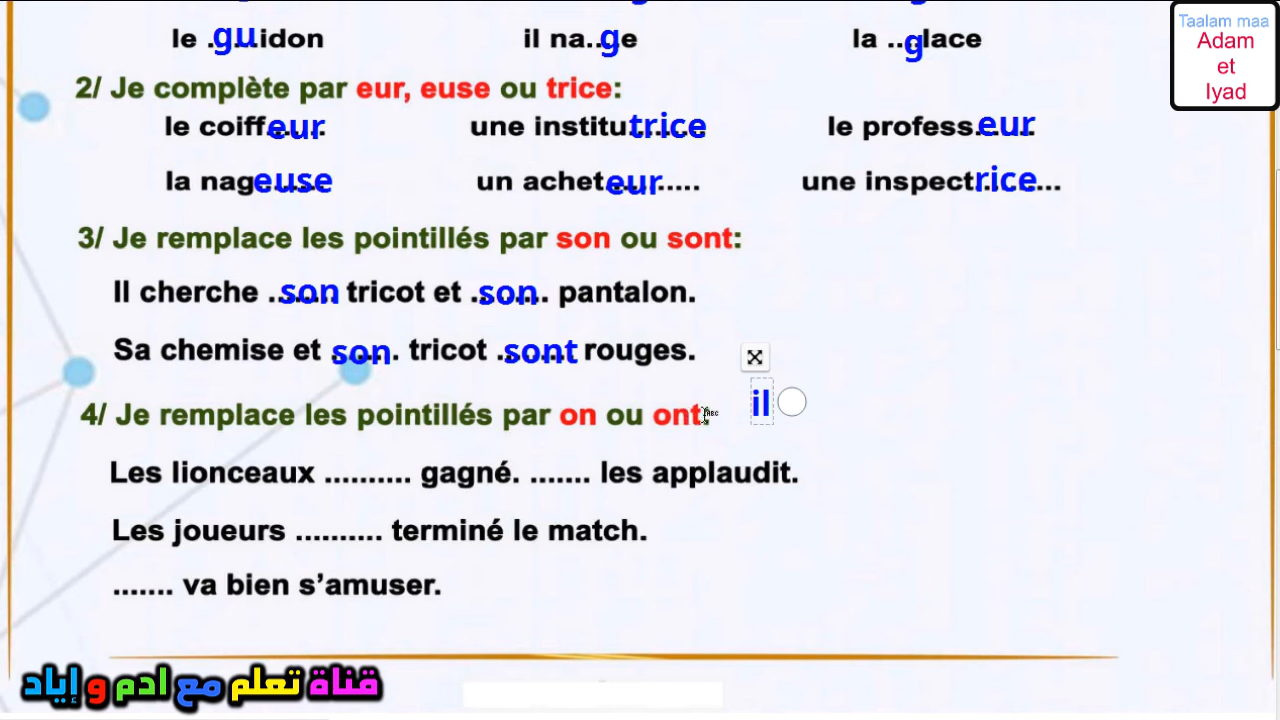 Taalam maa
Adam
et
Iyad
le .guidon il na..ge la ..glace
2/ Je complète par eur, euse ou trice:
le coiffeur...... une institutrice...... le professeur......
la nageuse...... un acheteur...... une inspectrice......
3/ Je remplace les pointillés par son ou sont:
Il cherche ..son.. tricot et ..son.. pantalon.
Sa chemise et ..son.. tricot ..sont.. rouges.
il
4/ Je remplace les pointillés par on ou ont
Les lionceaux .......... gagné. ....... les applaudit.
Les joueurs .......... terminé le match.
....... va bien s’amuser.
قناة تعلم مع ادم و إياد